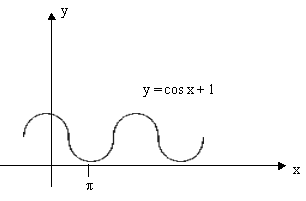 y
y = cos x + 1
x
π